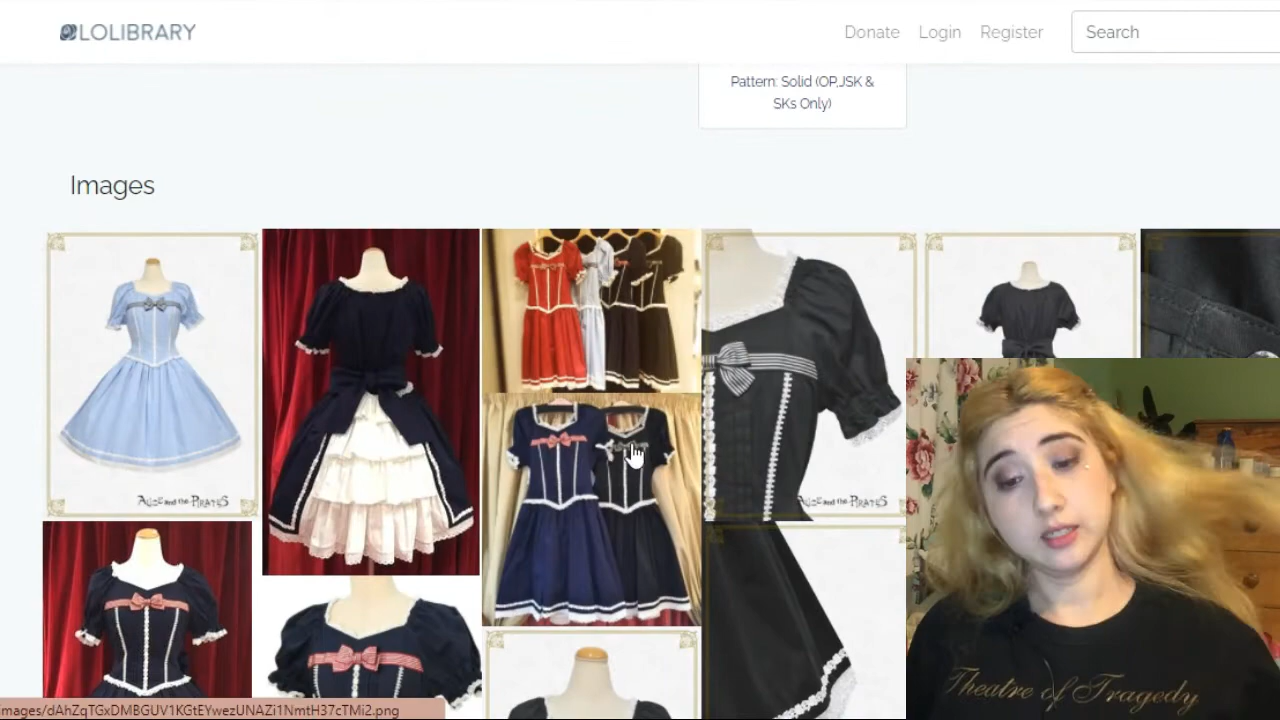 LOLIBRARY
Donate
Login
Register
Search
Pattern: Solid (OP,JSK &
SKs Only)
Images
ALICE and the PIRATES
ALICE and the PIRATES
Theatre of Tragedy
images/dAhZqTGxDMBGUV1KGtEYwezUNAZi1NmtH37cTMi2.png